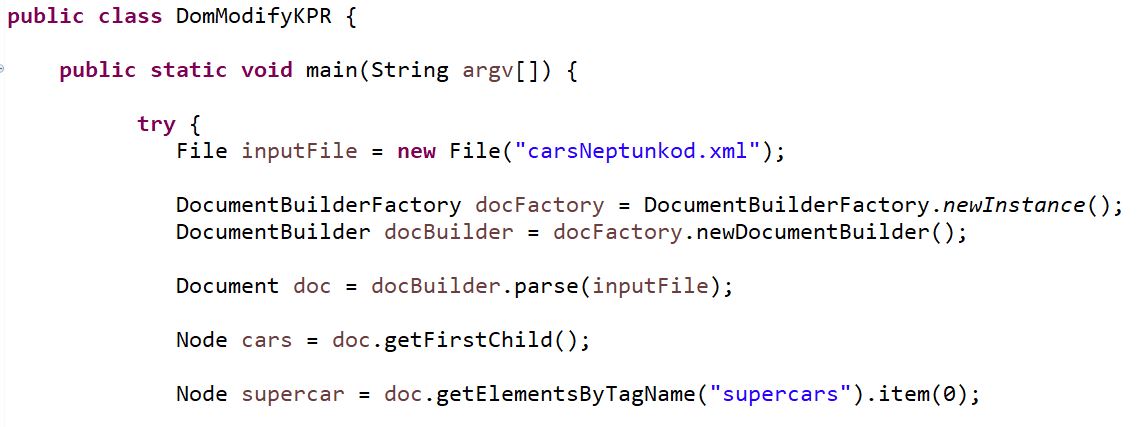 public class DomModifyKPR {
public static void main(String argv[]) {
try {
File inputFile = new File("carsNeptunkod.xml");
DocumentBuilderFactory docFactory = DocumentBuilderFactory.newInstance();
DocumentBuilder docBuilder = docFactory.newDocumentBuilder();
Document doc = docBuilder.parse(inputFile);
Node cars = doc.getFirstChild();
Node supercar = doc.getElementsByTagName("supercars").item(0);